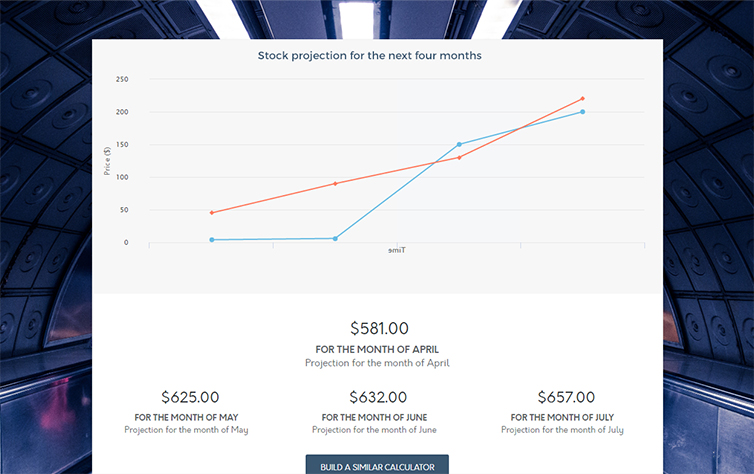 Stock projection for the next four months
250
200
150
100
50
0
Price ($)
emiT
$581.00
FOR THE MONTH OF APRIL
Projection for the month of April
$625.00 $632.00 $657.00
FOR THE MONTH OF MAY FOR THE MONTH OF JUNE FOR THE MONTH OF JULY
Projection for the month of May Projection for the month of June Projection for the month of July
BUILD A SIMILAR CALCULATOR